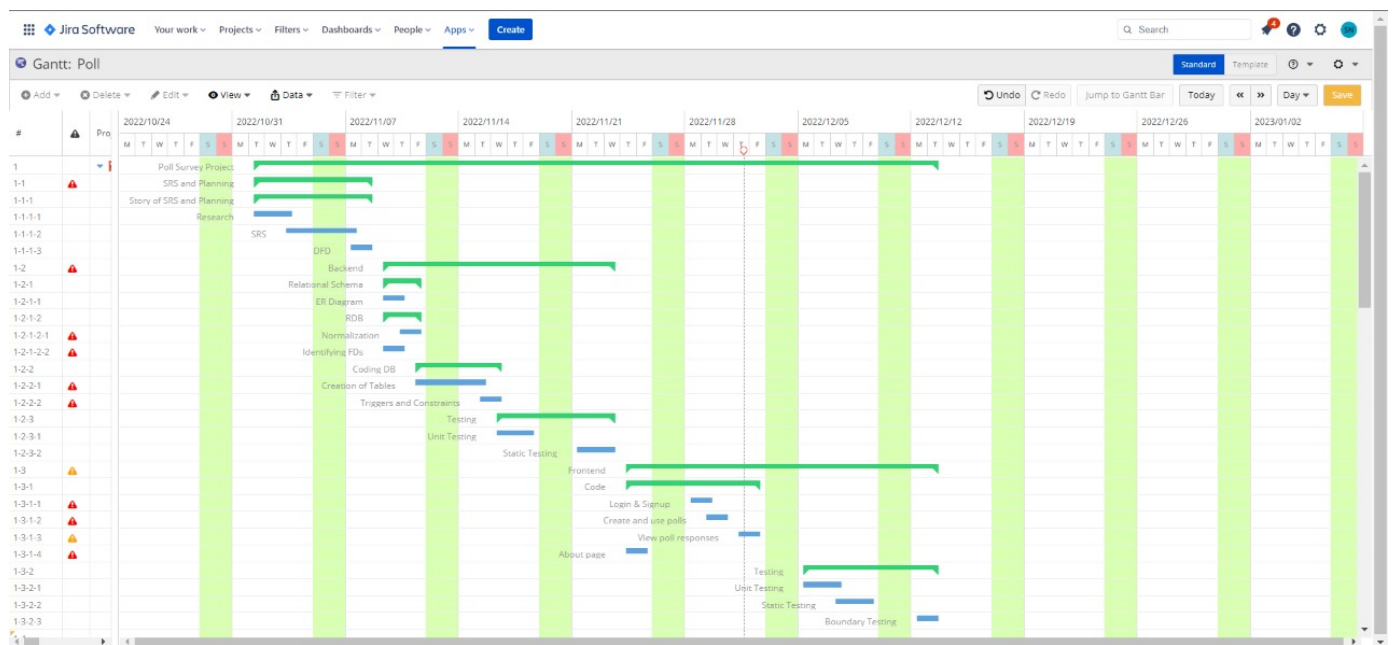 Jira Software Your work Projects Filters Dashboards People Apps Create Search 4 SN
Gantt: Poll Standard Template
Add Delete Edit View Data Filter Undo Redo Jump to Gantt Bar Today « » Day Save
# Pro 2022/10/24 2022/10/31 2022/11/07 2022/11/14 2022/11/21 2022/11/28 2022/12/05 2022/12/12 2022/12/19 2022/12/26 2023/01/02
M T W T F S S M T W T F S S M T W T F S S M T W T F S S M T W T F S S M T W T F S S M T W T F S S M T W T F S S M T W T F S S M T W T F S S M T W T F S S
1 Poll Survey Project
1-1 SRS and Planning
1-1-1 Story of SRS and Planning
1-1-1-1 Research
1-1-1-2 SRS
1-1-1-3 DFD
1-2 Backend
1-2-1 Relational Schema
1-2-1-1 ER Diagram
1-2-1-2 RDB
1-2-1-2-1 Normalization
1-2-1-2-2 Identifying FDs
1-2-2 Coding DB
1-2-2-1 Creation of Tables
1-2-2-2 Triggers and Constraints
1-2-3 Testing
1-2-3-1 Unit Testing
1-2-3-2 Static Testing
1-3 Frontend
1-3-1 Code
1-3-1-1 Login & Signup
1-3-1-2 Create and use polls
1-3-1-3 View poll responses
1-3-1-4 About page
1-3-2 Testing
1-3-2-1 Unit Testing
1-3-2-2 Static Testing
1-3-2-3 Boundary Testing